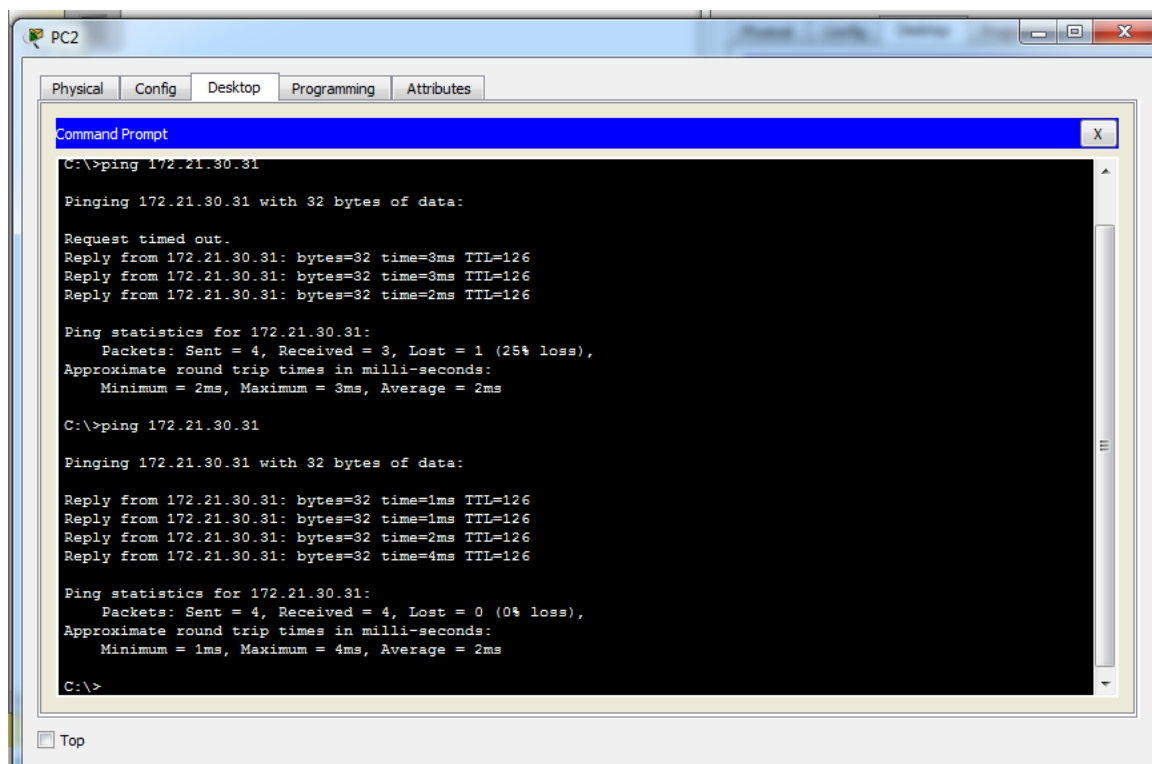 PC2
Physical Config Desktop Programming Attributes
Command Prompt
X
C:\>ping 172.21.30.31
Pinging 172.21.30.31 with 32 bytes of data:
Request timed out.
Reply from 172.21.30.31: bytes=32 time=3ms TTL=126
Reply from 172.21.30.31: bytes=32 time=3ms TTL=126
Reply from 172.21.30.31: bytes=32 time=2ms TTL=126
Ping statistics for 172.21.30.31:
Packets: Sent = 4, Received = 3, Lost = 1 (25% loss),
Approximate round trip times in milli-seconds:
Minimum = 2ms, Maximum = 3ms, Average = 2ms
C:\>ping 172.21.30.31
Pinging 172.21.30.31 with 32 bytes of data:
Reply from 172.21.30.31: bytes=32 time=1ms TTL=126
Reply from 172.21.30.31: bytes=32 time=1ms TTL=126
Reply from 172.21.30.31: bytes=32 time=2ms TTL=126
Reply from 172.21.30.31: bytes=32 time=4ms TTL=126
Ping statistics for 172.21.30.31:
Packets: Sent = 4, Received = 4, Lost = 0 (0% loss),
Approximate round trip times in milli-seconds:
Minimum = 1ms, Maximum = 4ms, Average = 2ms
C:\>
Top